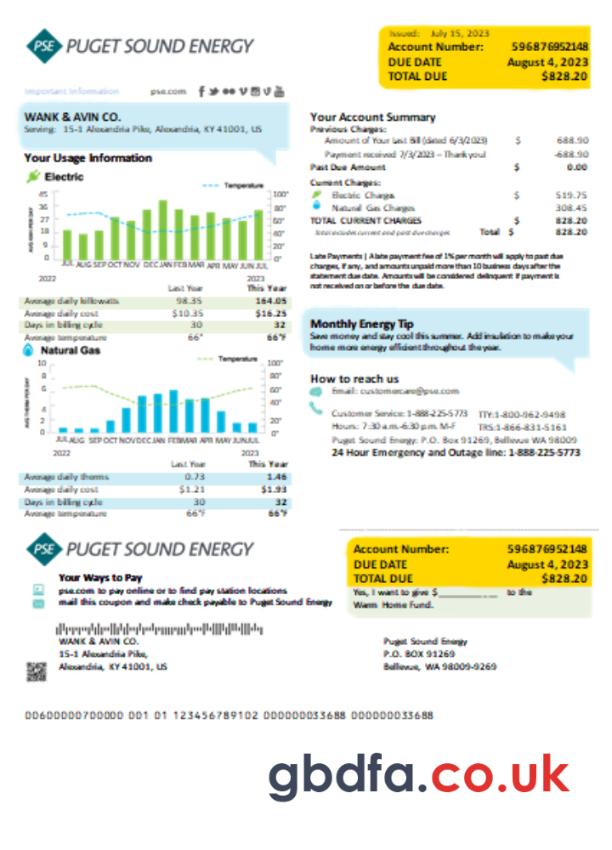 PSE PUGET SOUND ENERGY
Issued: July 15, 2023
Account Number: 596876952148
DUE DATE August 4, 2023
TOTAL DUE $828.20
Important Information pse.com
WANK & AVIN CO.
Serving: 15-1 Alexandria Pike, Alexandria, KY 41001, US
Your Usage Information
Electric
Temperature
45
36
27
18
9
0
100°
80°
60°
40°
20°
0°
JUL AUG SEP OCT NOV DEC JAN FEB MAR APR MAY JUN JUL
2022 2023
Last Year This Year
Average daily killowatts 98.35 164.05
Average daily cost $10.35 $16.25
Days in billing cycle 30 32
Average temperature 66° 66°F
Natural Gas
Temperature
10
8
6
4
2
0
100°
80°
60°
40°
20°
0°
JUL AUG SEP OCT NOV DEC JAN FEB MAR APR MAY JUN JUL
2022 2023
Last Year This Year
Average daily therms 0.73 1.46
Average daily cost $1.21 $1.93
Days in billing cycle 30 32
Average temperature 66°F 66°F
Your Account Summary
Previous Charges:
Amount of Your Last Bill (dated 6/3/2023) $ 688.90
Payment received 7/3/2023 – Thank you! -688.90
Past Due Amount $ 0.00
Current Charges:
Electric Charges $ 519.75
Natural Gas Charges 308.45
TOTAL CURRENT CHARGES $ 828.20
Total includes current and past due charges Total $ 828.20
Late Payments | A late payment fee of 1% per month will apply to past due
charges, if any, and amounts unpaid more than 10 business days after the
statement due date. Amounts will be considered delinquent if payment is
not received on or before the due date.
Monthly Energy Tip
Save money and stay cool this summer. Add insulation to make your
home more energy efficient throughout the year.
How to reach us
Email: customercare@pse.com
Customer Service: 1-888-225-5773 TTY:1-800-962-9498
Hours: 7:30 a.m.-6:30 p.m. M-F TRS:1-866-831-5161
Puget Sound Energy: P.O. Box 91269, Bellevue WA 98009
24 Hour Emergency and Outage line: 1-888-225-5773
PSE PUGET SOUND ENERGY
Account Number: 596876952148
DUE DATE August 4, 2023
TOTAL DUE $828.20
Yes, I want to give $__________ to the
Warm Home Fund.
Your Ways to Pay
pse.com to pay online or to find pay station locations
mail this coupon and make check payable to Puget Sound Energy
WANK & AVIN CO.
15-1 Alexandria Pike,
Alexandria, KY 41001, US
Puget Sound Energy
P.O. BOX 91269
Bellevue, WA 98009-9269
00600000700000 001 01 123456789102 000000033688 000000033688
gbdfa.co.uk